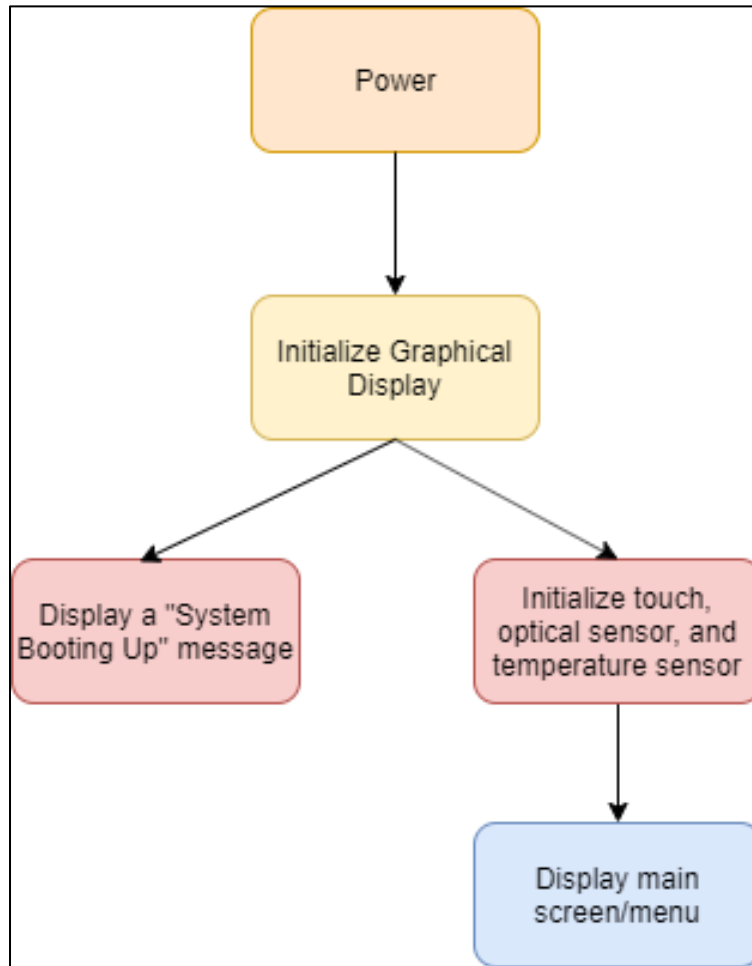 Power
Initialize Graphical
Display
Display a "System
Booting Up" message
Initialize touch,
optical sensor, and
temperature sensor
Display main
screen/menu